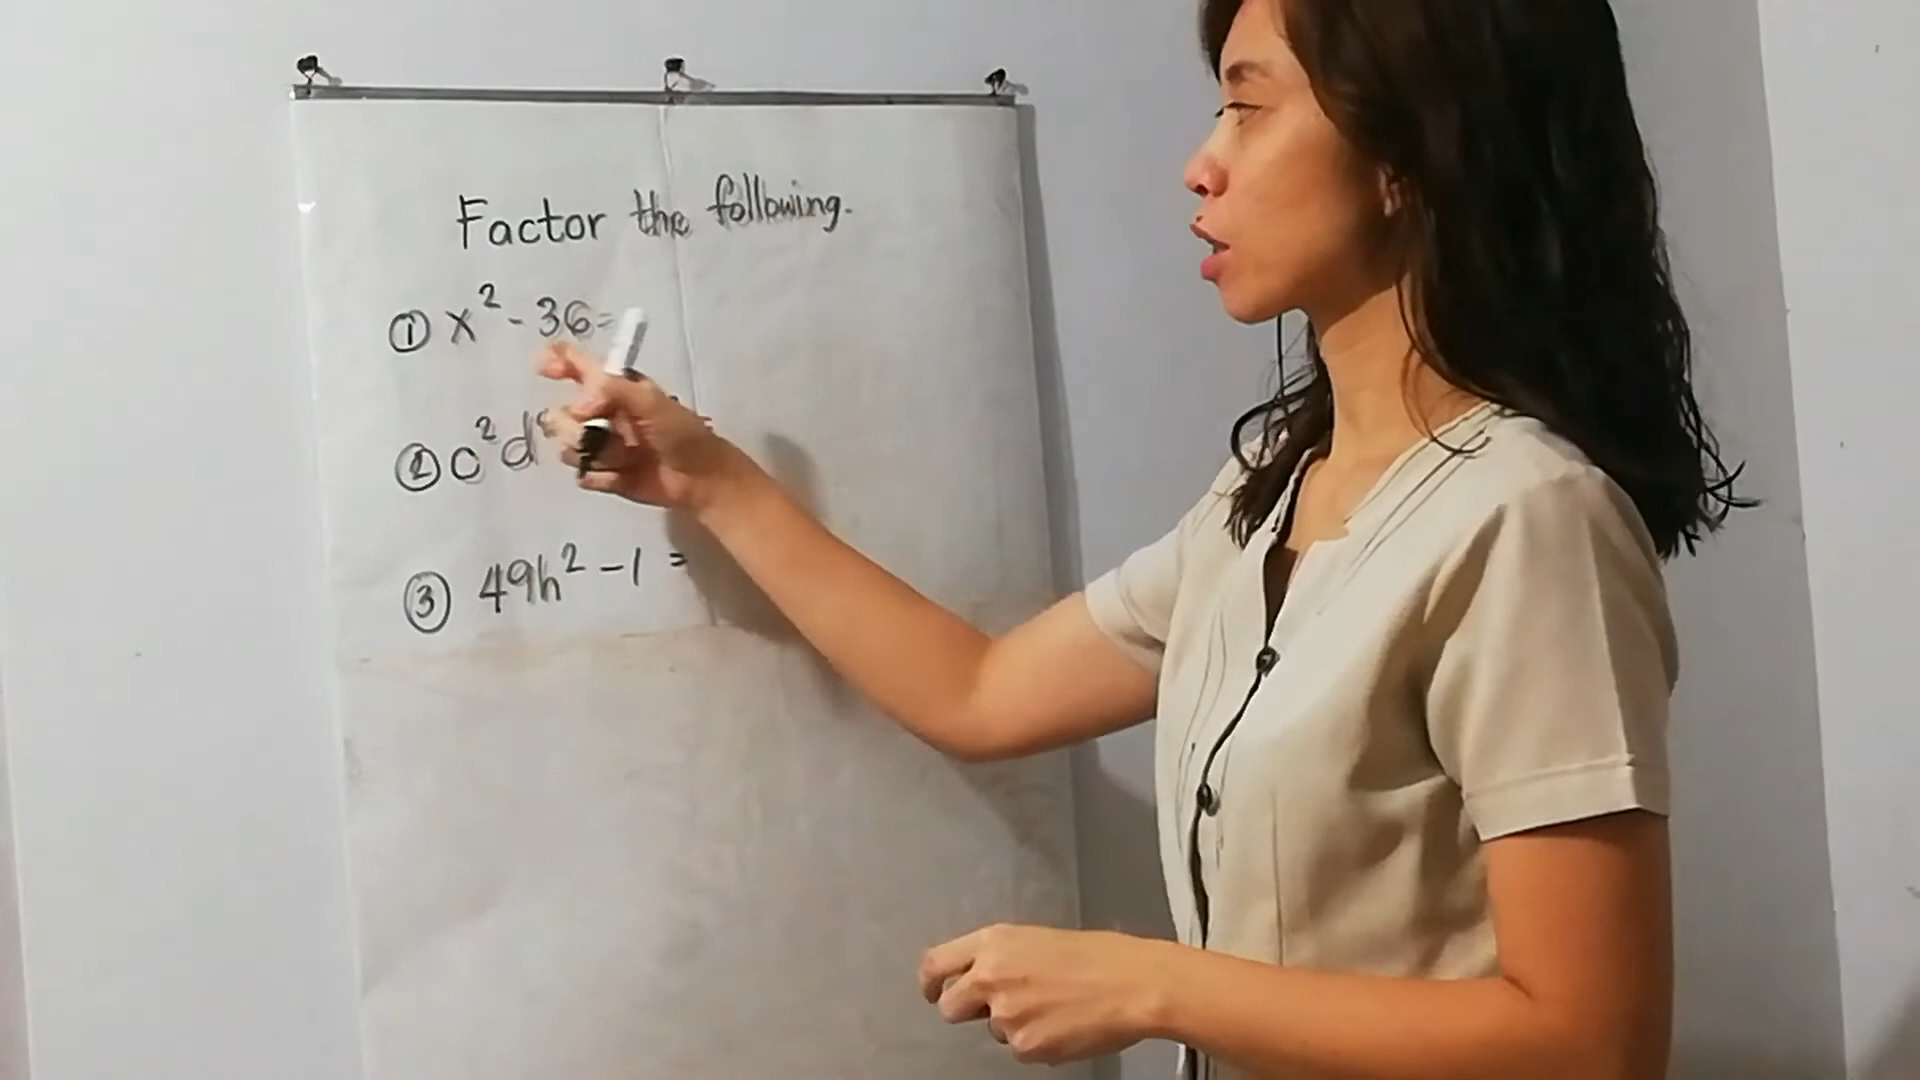 Factor the following.
① x² - 36 =
② c²d
③ 49h² - 1 =